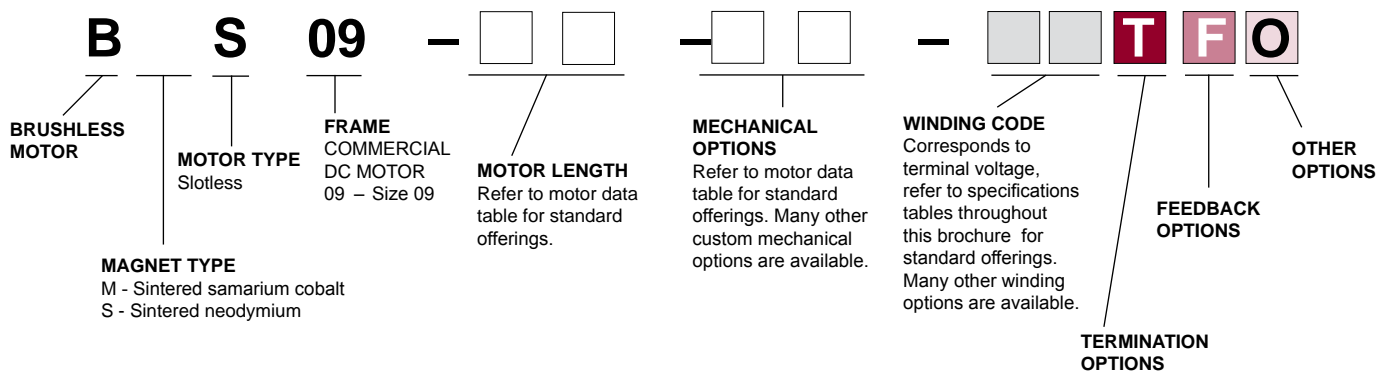 B S 09 – – – T F O
BRUSHLESS
MOTOR
MAGNET TYPE
M - Sintered samarium cobalt
S - Sintered neodymium
MOTOR TYPE
Slotless
FRAME
COMMERCIAL
DC MOTOR
09 – Size 09
MOTOR LENGTH
Refer to motor data
table for standard
offerings.
MECHANICAL
OPTIONS
Refer to motor data
table for standard
offerings. Many other
custom mechanical
options are available.
WINDING CODE
Corresponds to
terminal voltage,
refer to specifications
tables throughout
this brochure for
standard offerings.
Many other winding
options are available.
TERMINATION
OPTIONS
FEEDBACK
OPTIONS
OTHER
OPTIONS